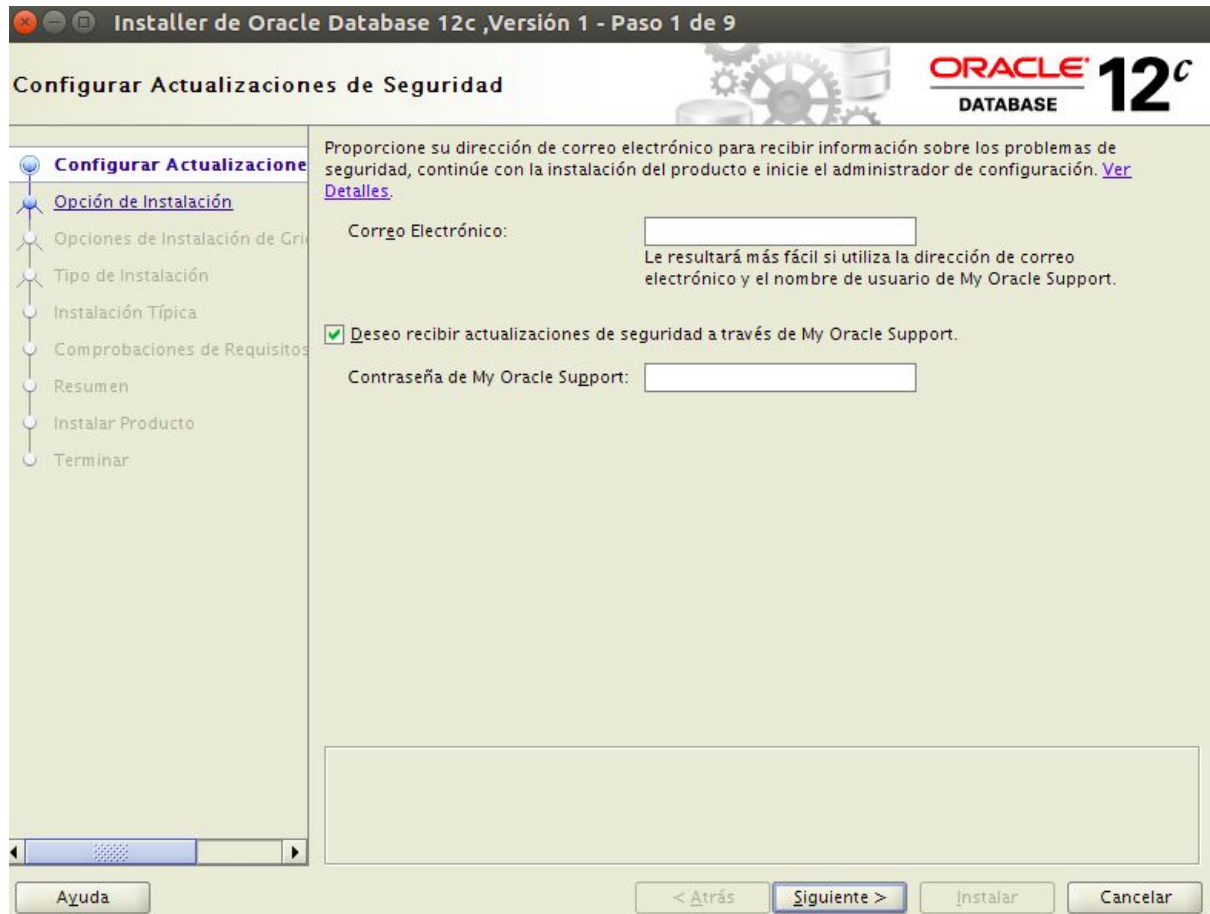 Installer de Oracle Database 12c ,Versión 1 - Paso 1 de 9
Configurar Actualizaciones de Seguridad
ORACLE
DATABASE
12c
Configurar Actualizacione
Opción de Instalación
Opciones de Instalación de Gri
Tipo de Instalación
Instalación Típica
Comprobaciones de Requisitos
Resumen
Instalar Producto
Terminar
Proporcione su dirección de correo electrónico para recibir información sobre los problemas de
seguridad, continúe con la instalación del producto e inicie el administrador de configuración. Ver
Detalles.
Correo Electrónico:
Le resultará más fácil si utiliza la dirección de correo
electrónico y el nombre de usuario de My Oracle Support.
Deseo recibir actualizaciones de seguridad a través de My Oracle Support.
Contraseña de My Oracle Support:
Ayuda
< Atrás
Siguiente >
Instalar
Cancelar